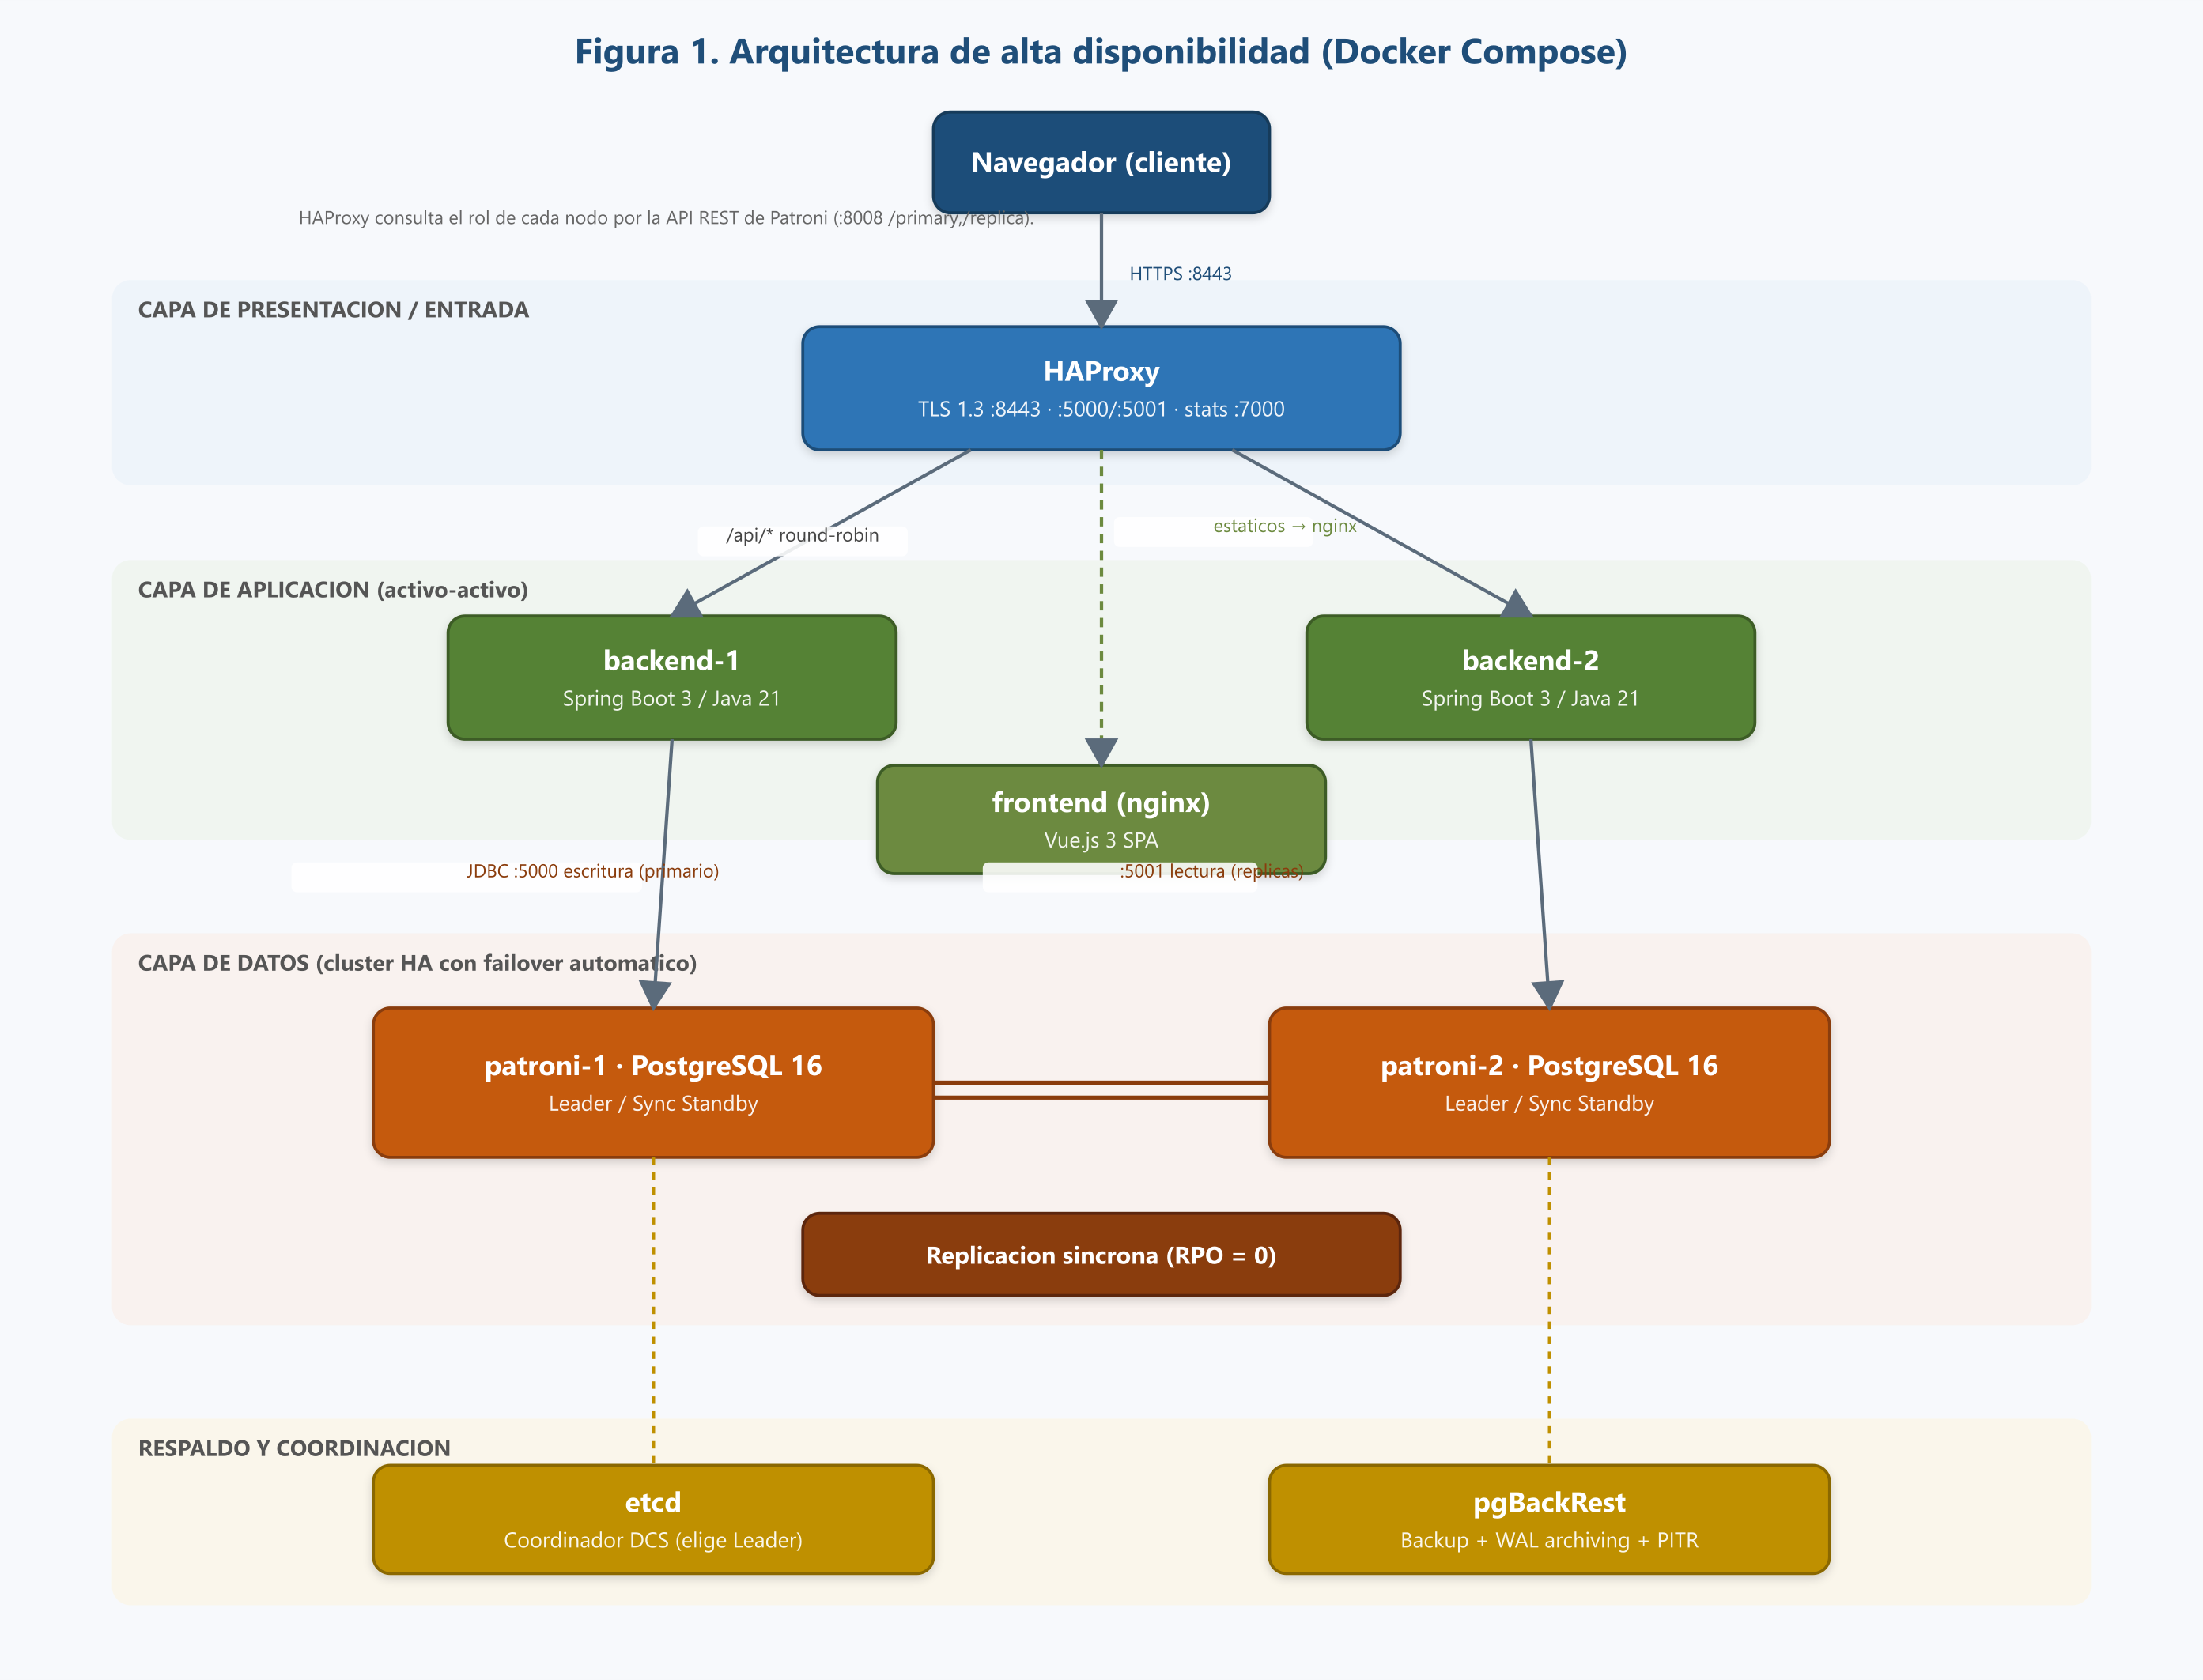 Figura 1. Arquitectura de alta disponibilidad (Docker Compose)
Navegador (cliente)
HAProxy consulta el rol de cada nodo por la API REST de Patroni (:8008 /primary,/replica).
HTTPS :8443
CAPA DE PRESENTACION / ENTRADA
HAProxy
TLS 1.3 :8443 · :5000/:5001 · stats :7000
/api/* round-robin
estaticos → nginx
CAPA DE APLICACION (activo-activo)
backend-1
Spring Boot 3 / Java 21
backend-2
Spring Boot 3 / Java 21
frontend (nginx)
Vue.js 3 SPA
JDBC :5000 escritura (primario)
:5001 lectura (replicas)
CAPA DE DATOS (cluster HA con failover automatico)
patroni-1 · PostgreSQL 16
Leader / Sync Standby
patroni-2 · PostgreSQL 16
Leader / Sync Standby
Replicacion sincrona (RPO = 0)
RESPALDO Y COORDINACION
etcd
Coordinador DCS (elige Leader)
pgBackRest
Backup + WAL archiving + PITR